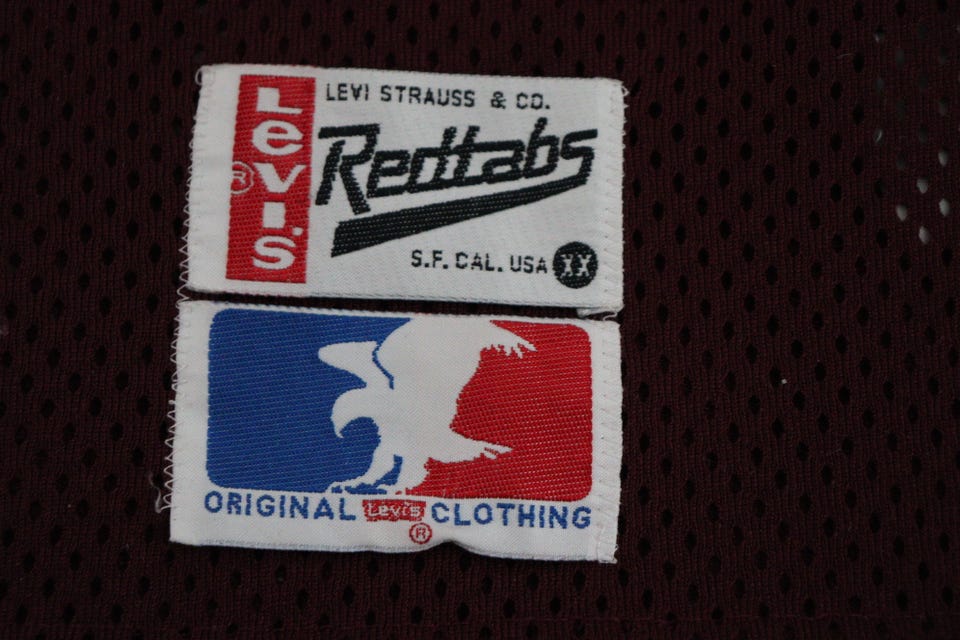 LEVI STRAUSS & CO.
Levi's ®
Redtabs
S.F. CAL. USA XX
ORIGINAL Levi's ® CLOTHING